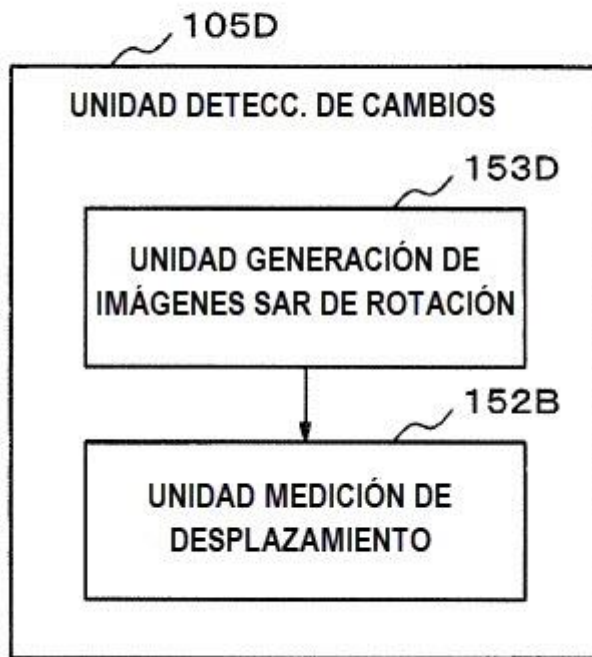 105D
UNIDAD DETECC. DE CAMBIOS
153D
UNIDAD GENERACIÓN DE
IMÁGENES SAR DE ROTACIÓN
152B
UNIDAD MEDICIÓN DE
DESPLAZAMIENTO